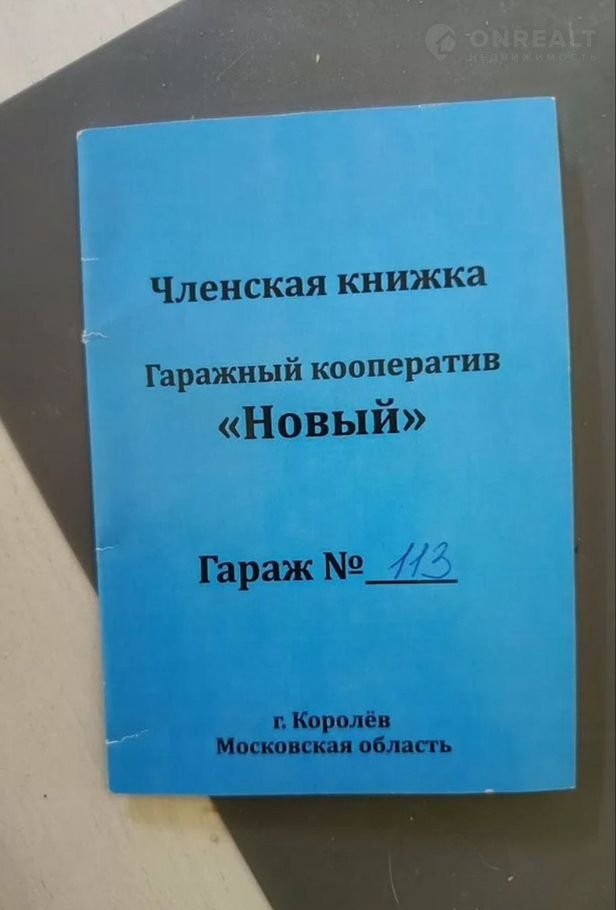 ONREALT
НЕДВИЖИМОСТЬ
Членская книжка
Гаражный кооператив
«Новый»
Гараж № 113
г. Королёв
Московская область